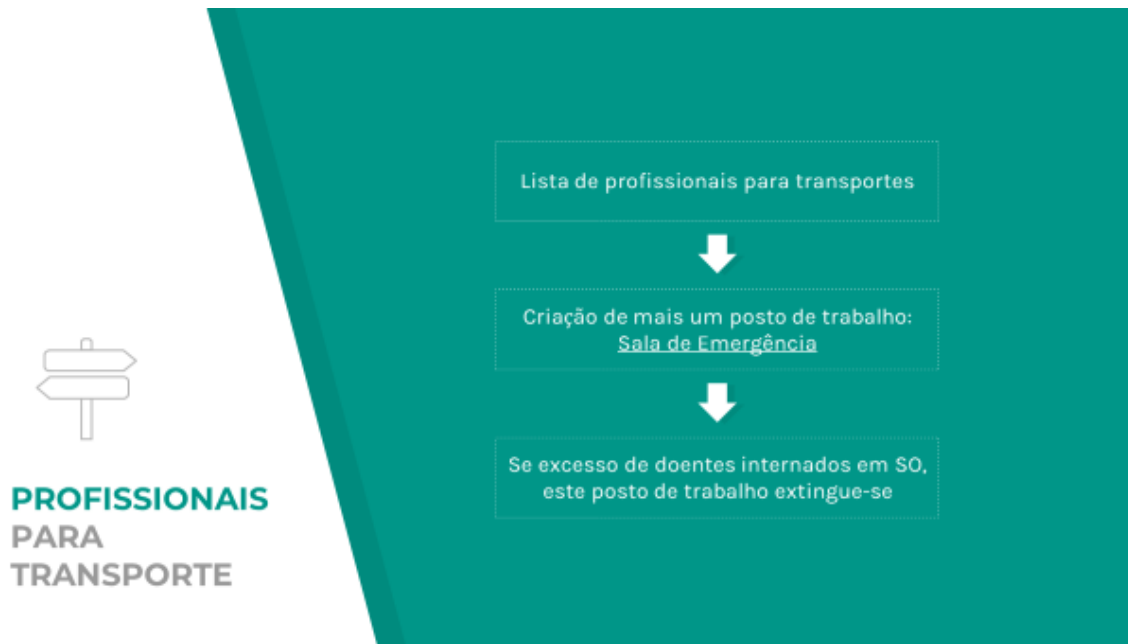 Lista de profissionais para transportes
Criação de mais um posto de trabalho:
Sala de Emergência
Se excesso de doentes internados em SO,
este posto de trabalho extingue-se
PROFISSIONAIS
PARA
TRANSPORTE